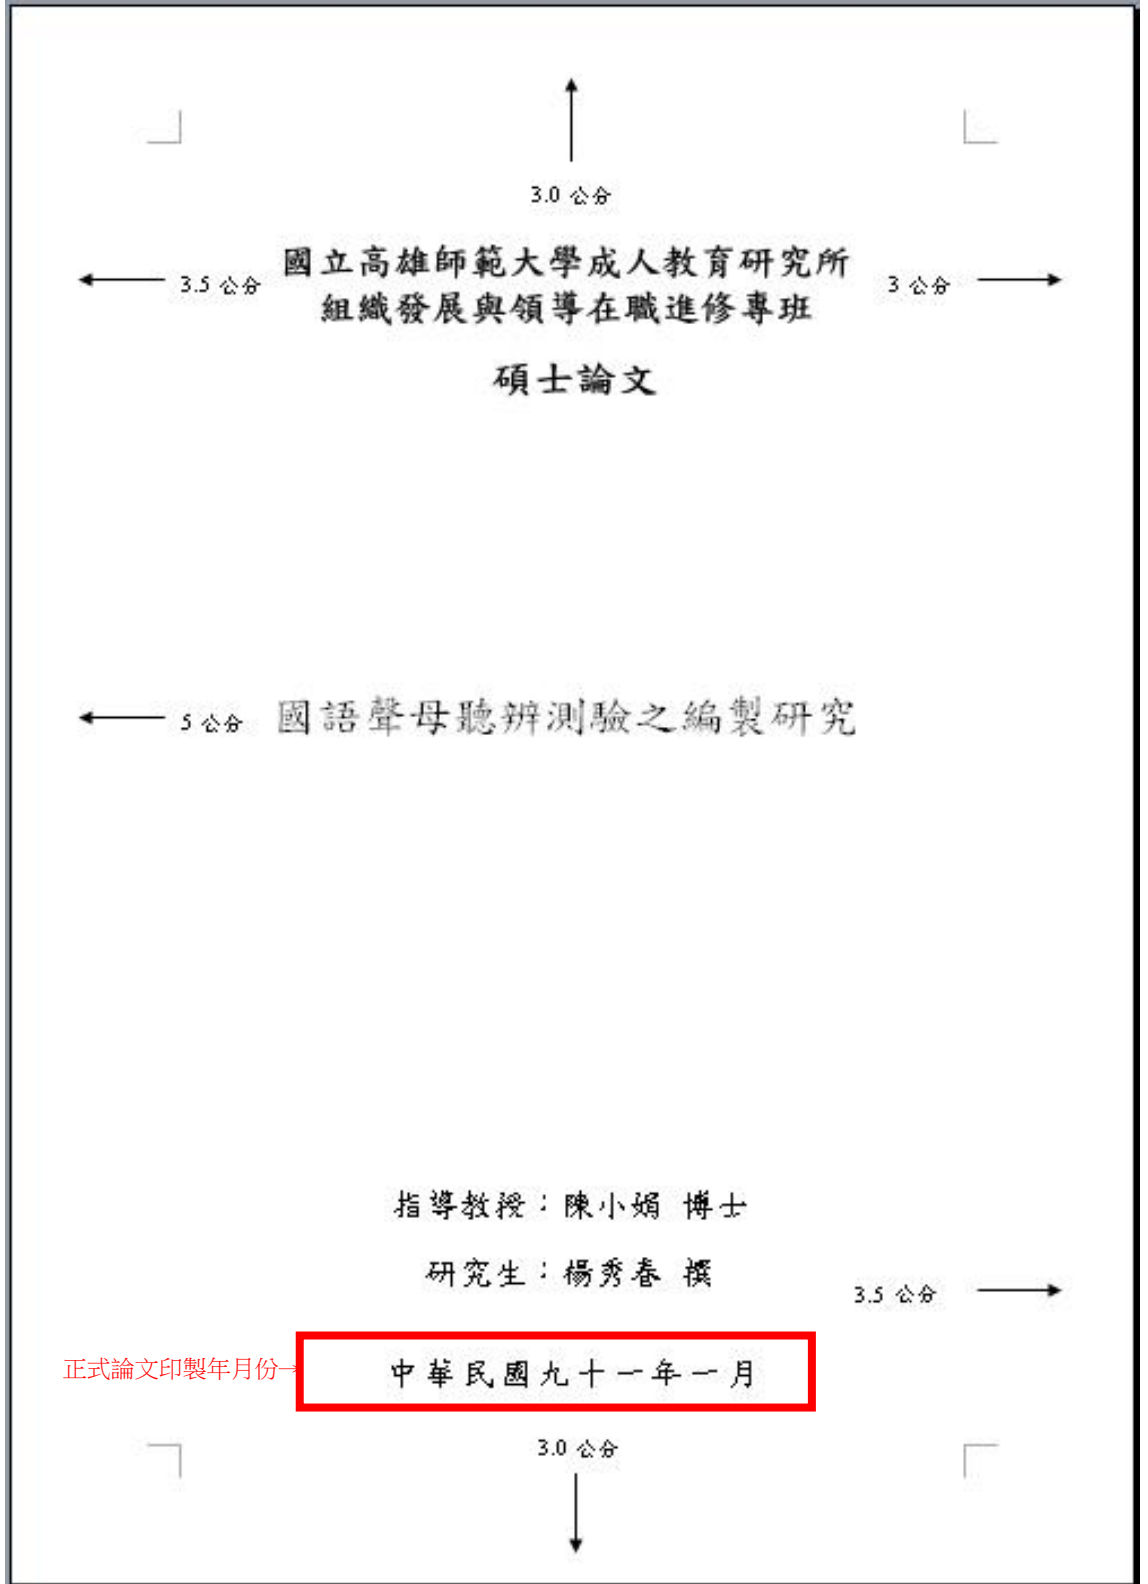 3.0 公分
國立高雄師範大學成人教育研究所
3.5 公分
3 公分
組織發展與領導在職進修專班
碩士論文
5 公分
國語聲母聽辨測驗之編製研究
指導教授：陳小娟 博士
研究生：楊秀春 撰
3.5 公分
正式論文印製年月份→
中華民國九十一年一月
3.0 公分